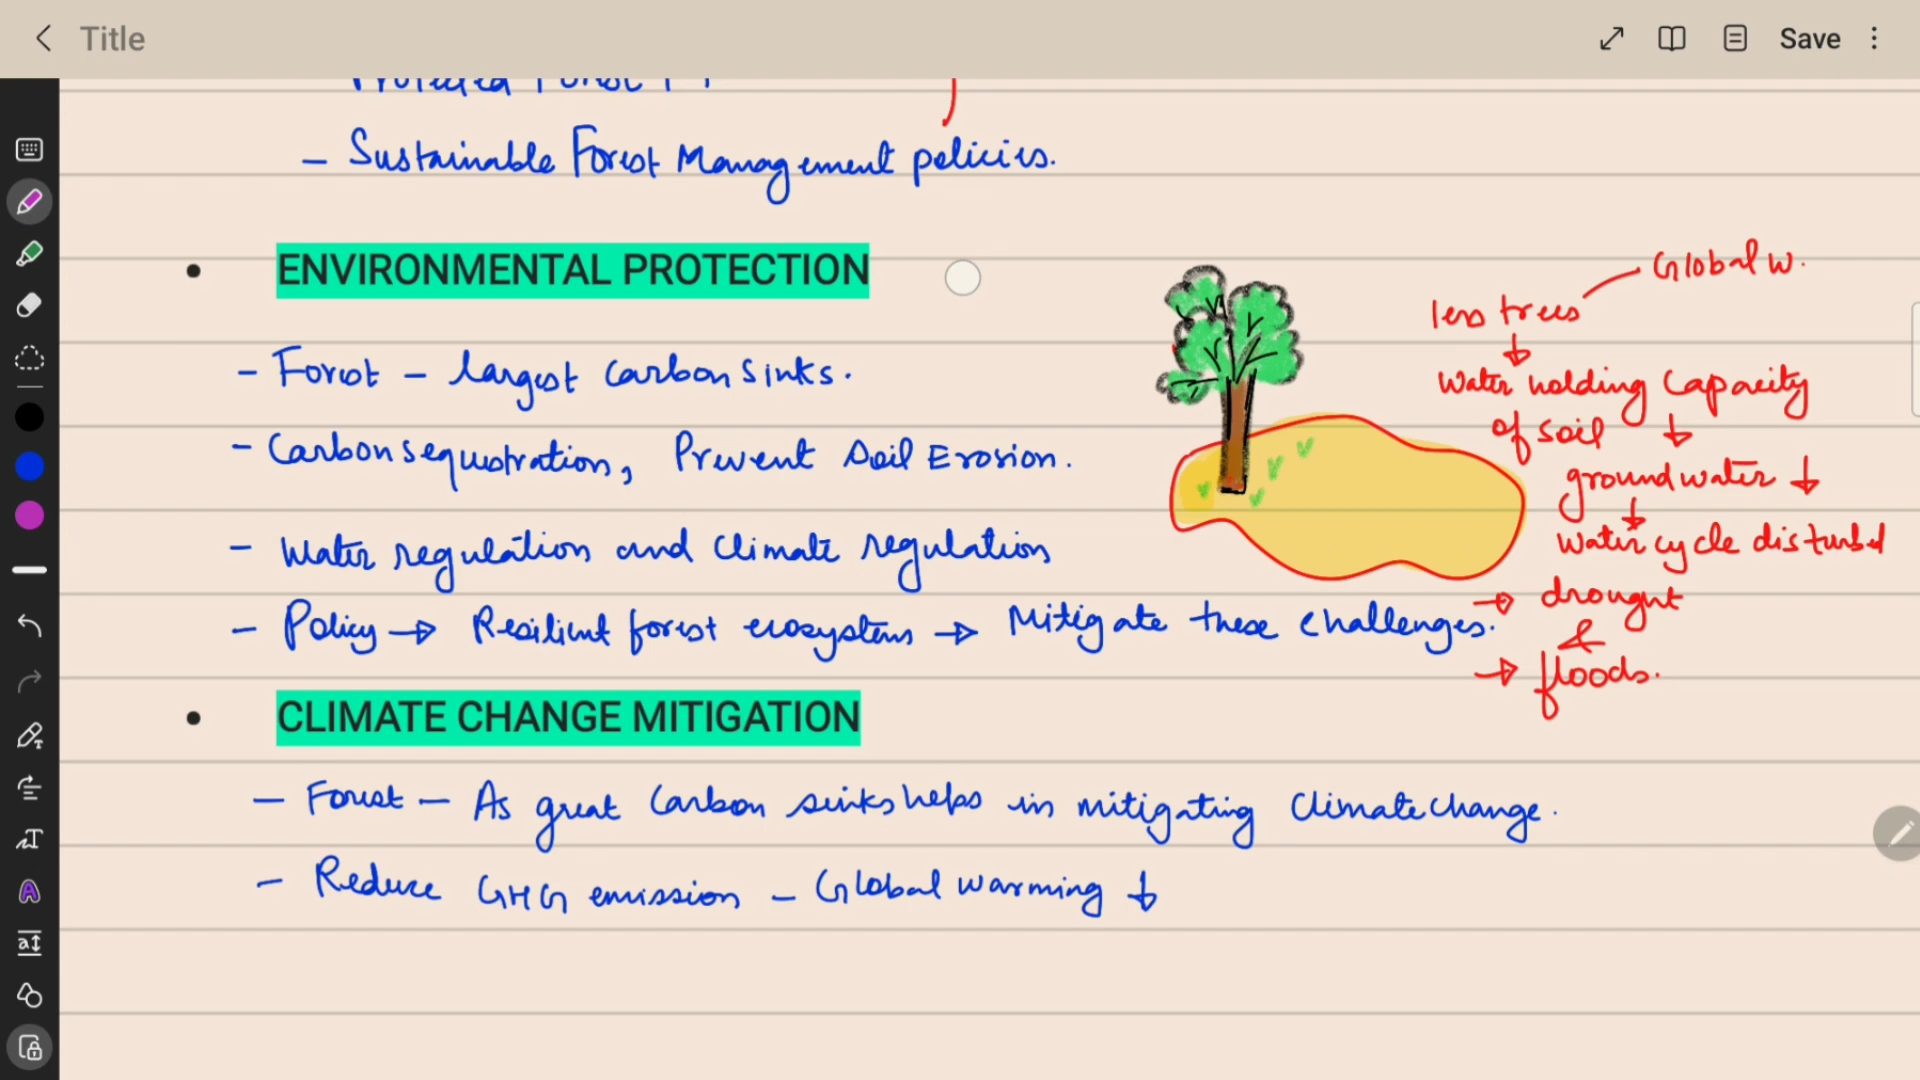 Title
Save
Protected Forest
- Sustainable Forest Management policies.
• ENVIRONMENTAL PROTECTION
- Forest - largest carbon sinks.
- Carbon sequstration, Prevent Soil Erosion.
- Water regulation and climate regulation
- Policy → Resilient forest ecosystem → Mitigate these challenges.
Global w.
less trees
↓
Water holding capacity
of soil ↓
groundwater ↓
↓
water cycle disturbed
→ drought
&
→ floods.
• CLIMATE CHANGE MITIGATION
- Forest - As great Carbon sinks helps in mitigating Climate change.
- Reduce GHG emission - Global warming ↓